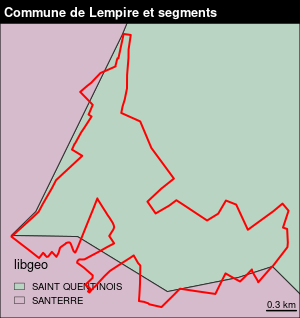 Commune de Lempire et segments
libgeo
SAINT QUENTINOIS
SANTERRE
0.3 km